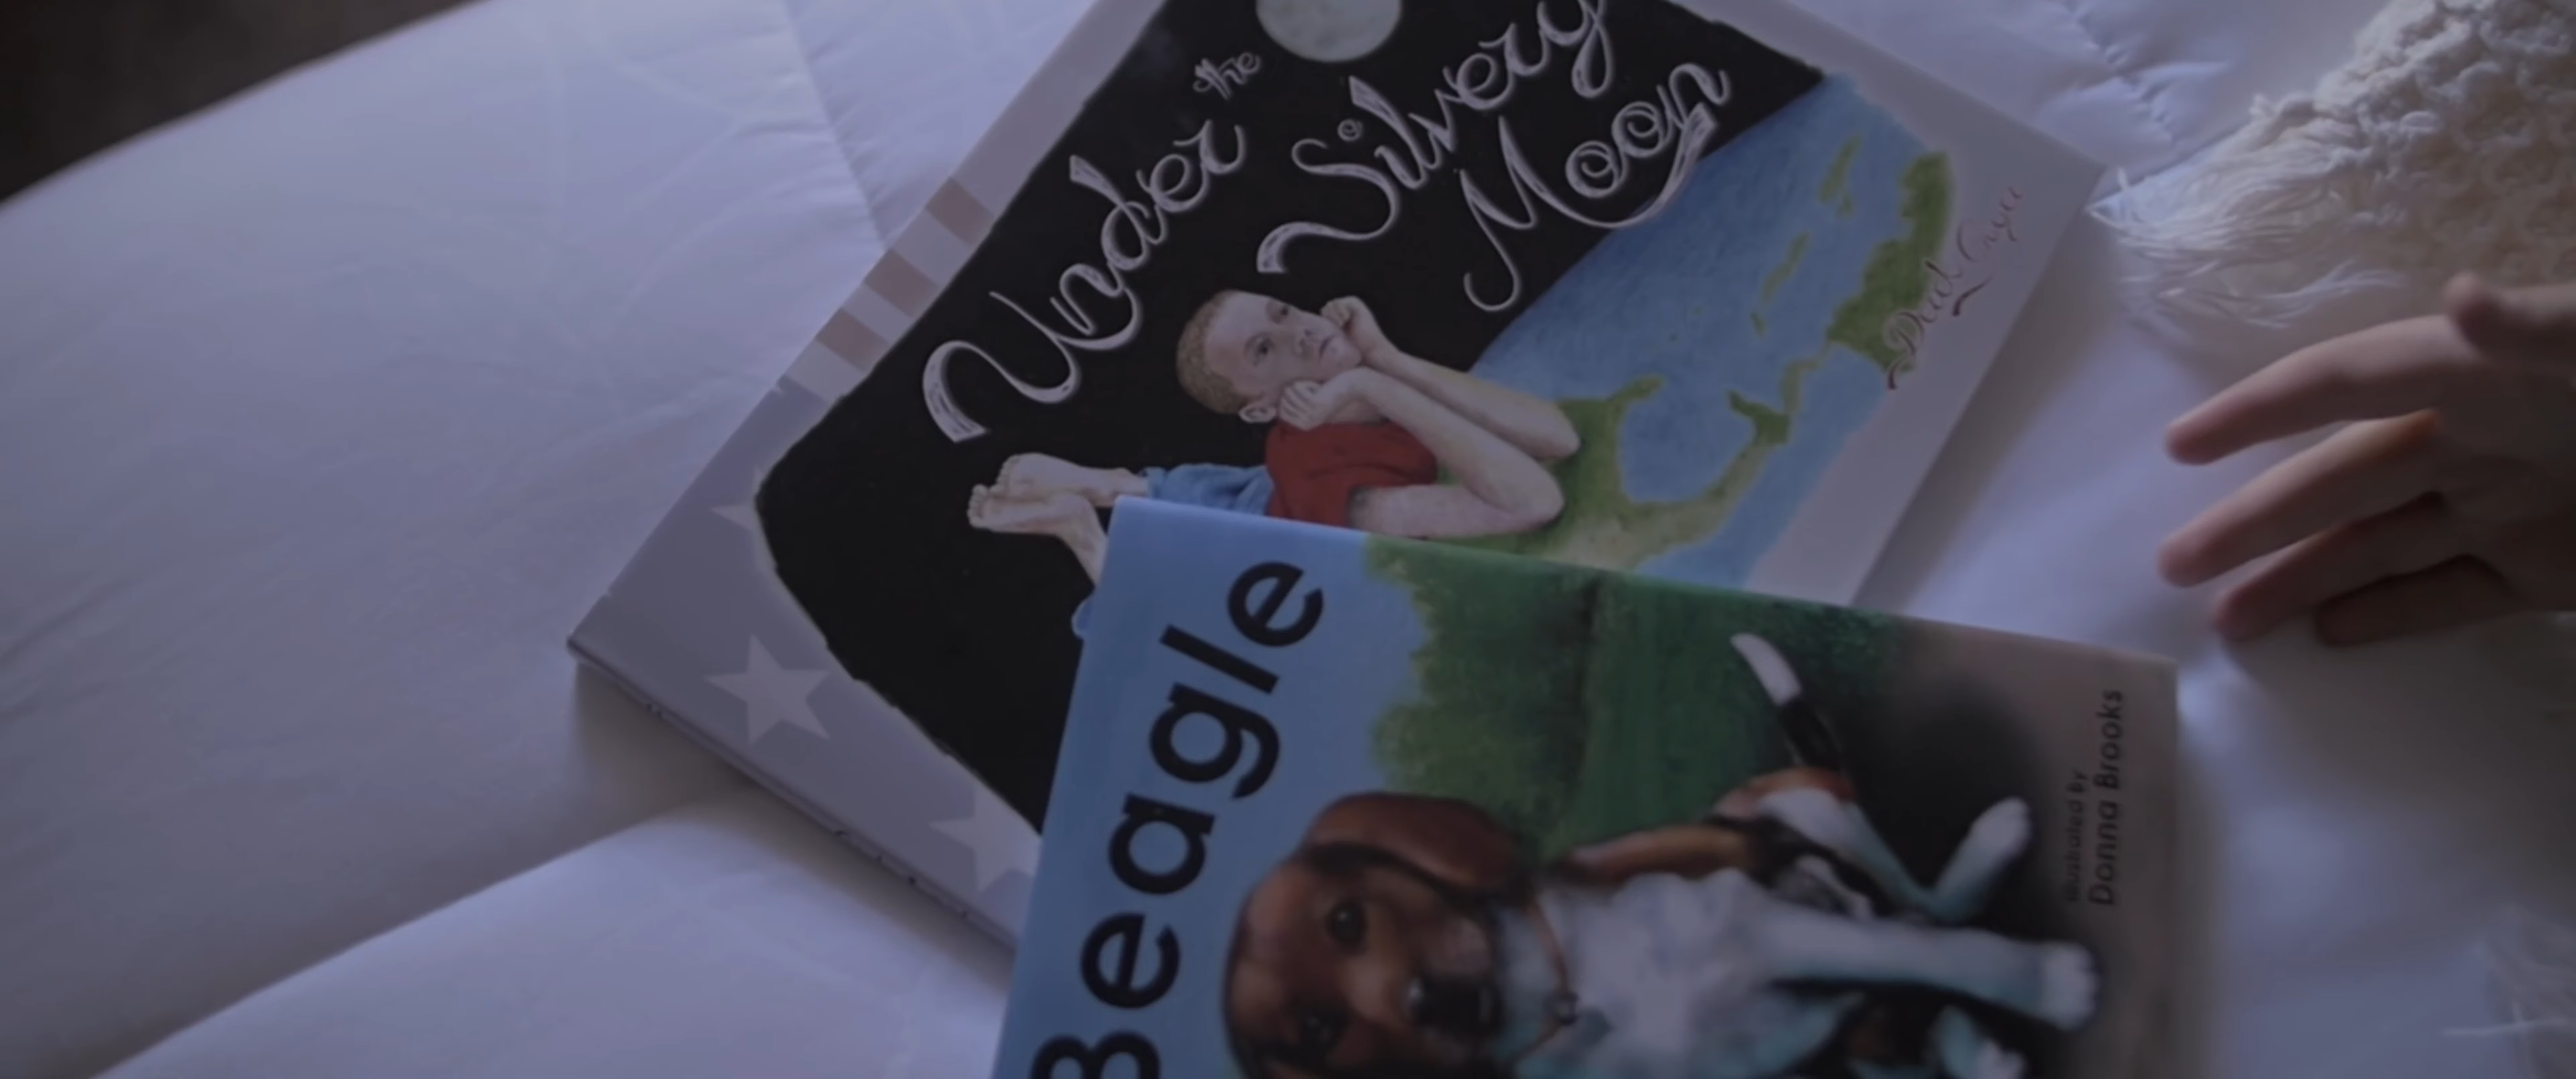 Under the
Silvery
Moon
Beagle
Illustrated by
Donna Brooks